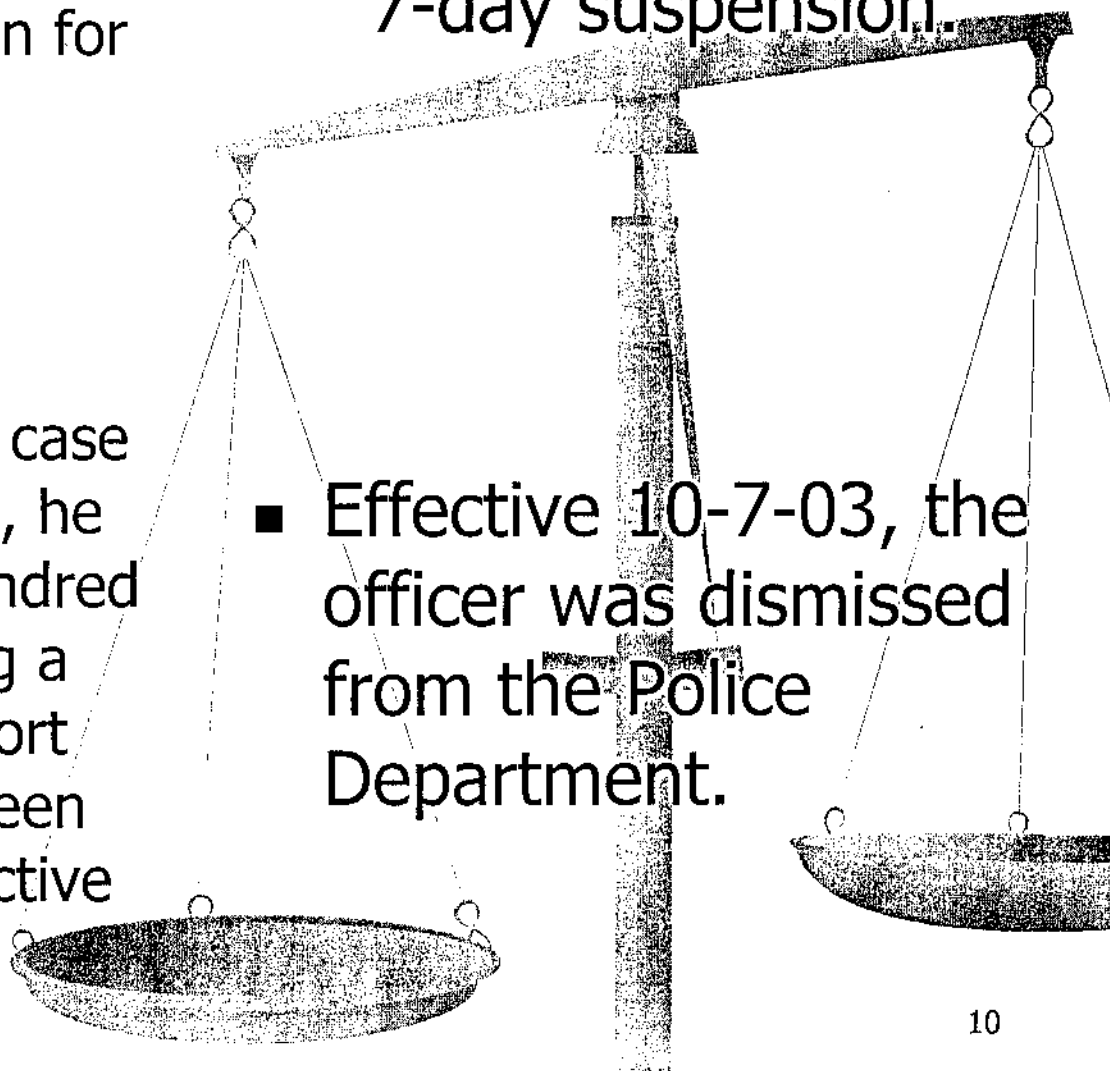 n for
7-day suspension.
case
, he
ndred
g a
ort
een
ctive
■ Effective 10-7-03, the
officer was dismissed
from the Police
Department.
10